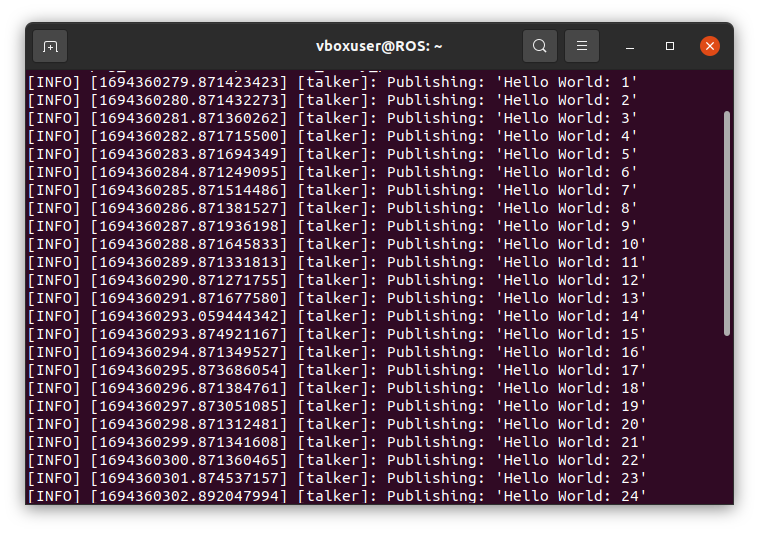 vboxuser@ROS: ~
[INFO] [1694360279.871423423] [talker]: Publishing: 'Hello World: 1'
[INFO] [1694360280.871432273] [talker]: Publishing: 'Hello World: 2'
[INFO] [1694360281.871360262] [talker]: Publishing: 'Hello World: 3'
[INFO] [1694360282.871715500] [talker]: Publishing: 'Hello World: 4'
[INFO] [1694360283.871694349] [talker]: Publishing: 'Hello World: 5'
[INFO] [1694360284.871249095] [talker]: Publishing: 'Hello World: 6'
[INFO] [1694360285.871514486] [talker]: Publishing: 'Hello World: 7'
[INFO] [1694360286.871381527] [talker]: Publishing: 'Hello World: 8'
[INFO] [1694360287.871936198] [talker]: Publishing: 'Hello World: 9'
[INFO] [1694360288.871645833] [talker]: Publishing: 'Hello World: 10'
[INFO] [1694360289.871331813] [talker]: Publishing: 'Hello World: 11'
[INFO] [1694360290.871271755] [talker]: Publishing: 'Hello World: 12'
[INFO] [1694360291.871677580] [talker]: Publishing: 'Hello World: 13'
[INFO] [1694360293.059444342] [talker]: Publishing: 'Hello World: 14'
[INFO] [1694360293.874921167] [talker]: Publishing: 'Hello World: 15'
[INFO] [1694360294.871349527] [talker]: Publishing: 'Hello World: 16'
[INFO] [1694360295.873686054] [talker]: Publishing: 'Hello World: 17'
[INFO] [1694360296.871384761] [talker]: Publishing: 'Hello World: 18'
[INFO] [1694360297.873051085] [talker]: Publishing: 'Hello World: 19'
[INFO] [1694360298.871312481] [talker]: Publishing: 'Hello World: 20'
[INFO] [1694360299.871341608] [talker]: Publishing: 'Hello World: 21'
[INFO] [1694360300.871360465] [talker]: Publishing: 'Hello World: 22'
[INFO] [1694360301.874537157] [talker]: Publishing: 'Hello World: 23'
[INFO] [1694360302.892047994] [talker]: Publishing: 'Hello World: 24'